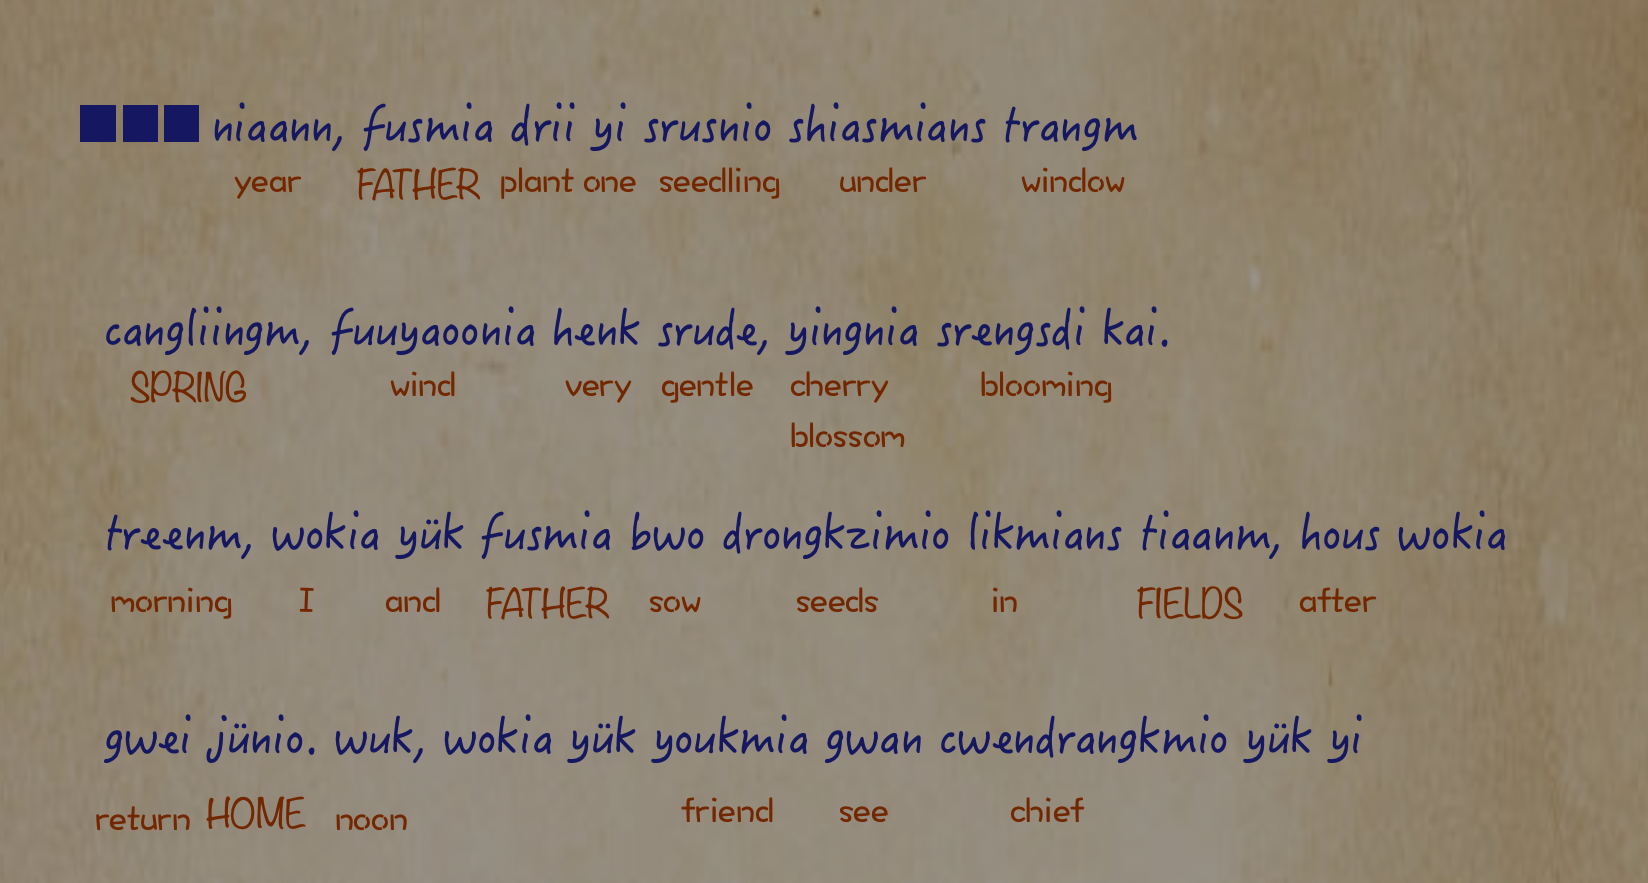 niaann, fusmia drii yi srusnio shiasmians trangm
year FATHER plant one seedling under window
cangliingm, fuuyaoonia henk srude, yingnia srengsdi kai.
SPRING wind very gentle cherry blooming
blossom
treenm, wokia yük fusmia bwo drongkzimio likmians tiaanm, hous wokia
morning I and FATHER sow seeds in FIELDS after
gwei jünio. wuk, wokia yük youkmia gwan cwendrangkmio yük yi
return HOME noon friend see chief